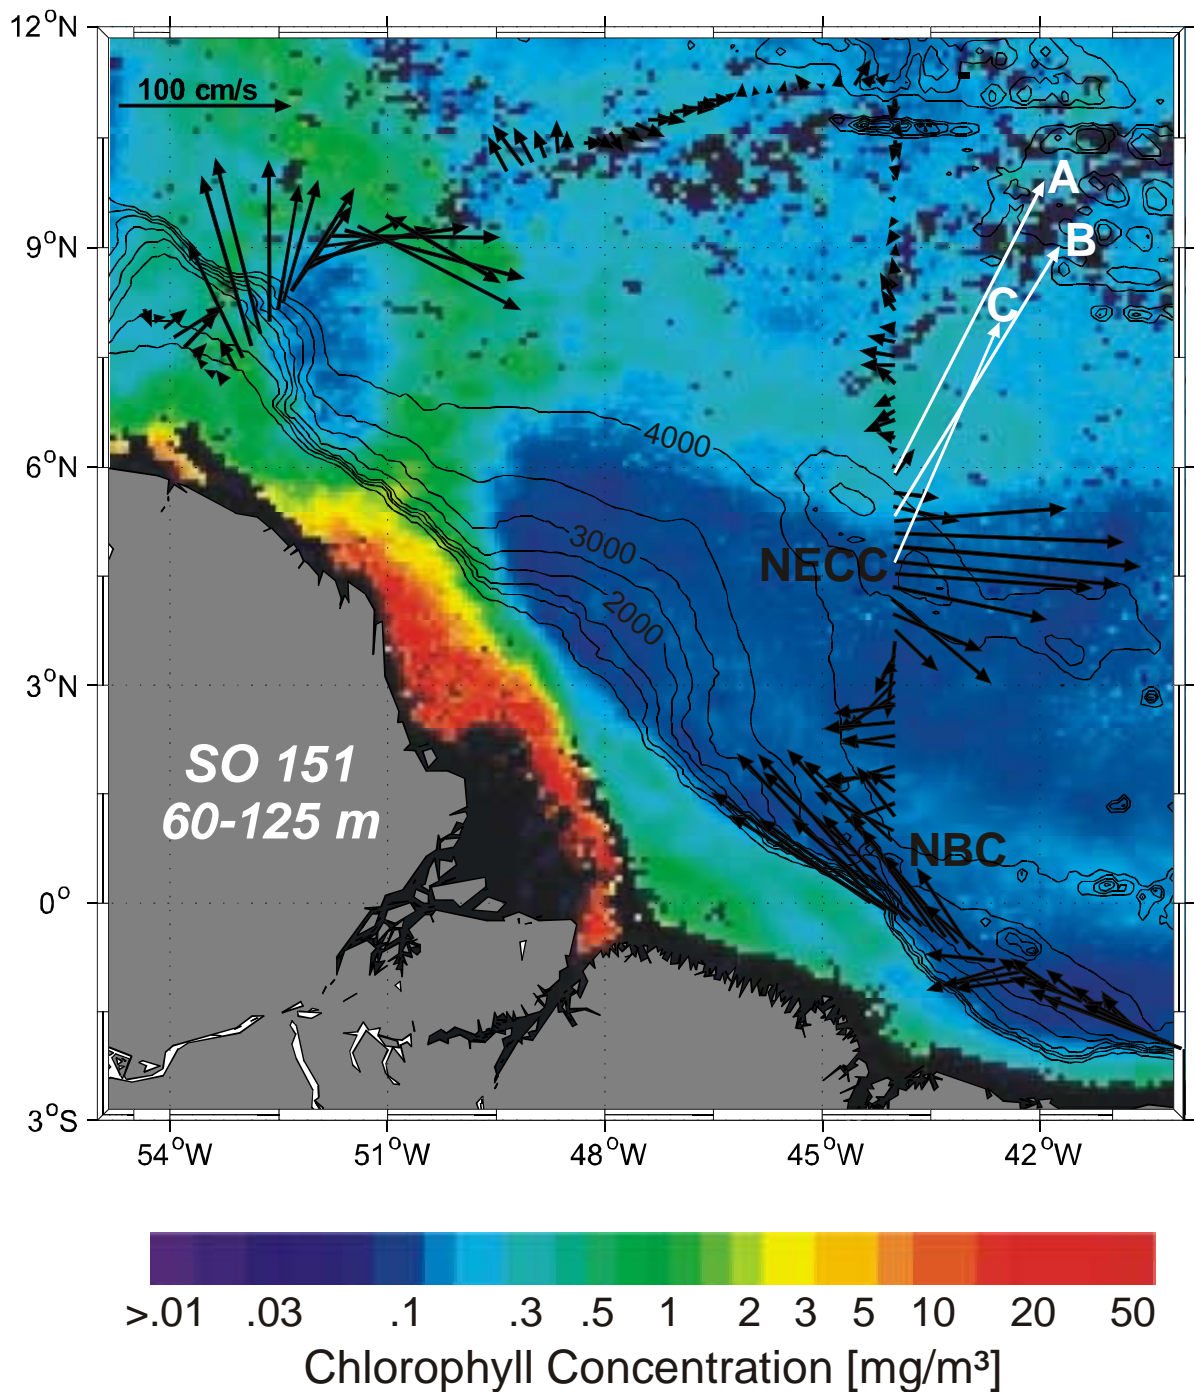 12°N
100 cm/s
A
9°N
B
C
4000
6°N
3000
NECC
2000
3°N
SO 151
60-125 m
NBC
0°
3°S
54°W 51°W 48°W 45°W 42°W
>.01 .03 .1 .3 .5 1 2 3 5 10 20 50
Chlorophyll Concentration [mg/m³]